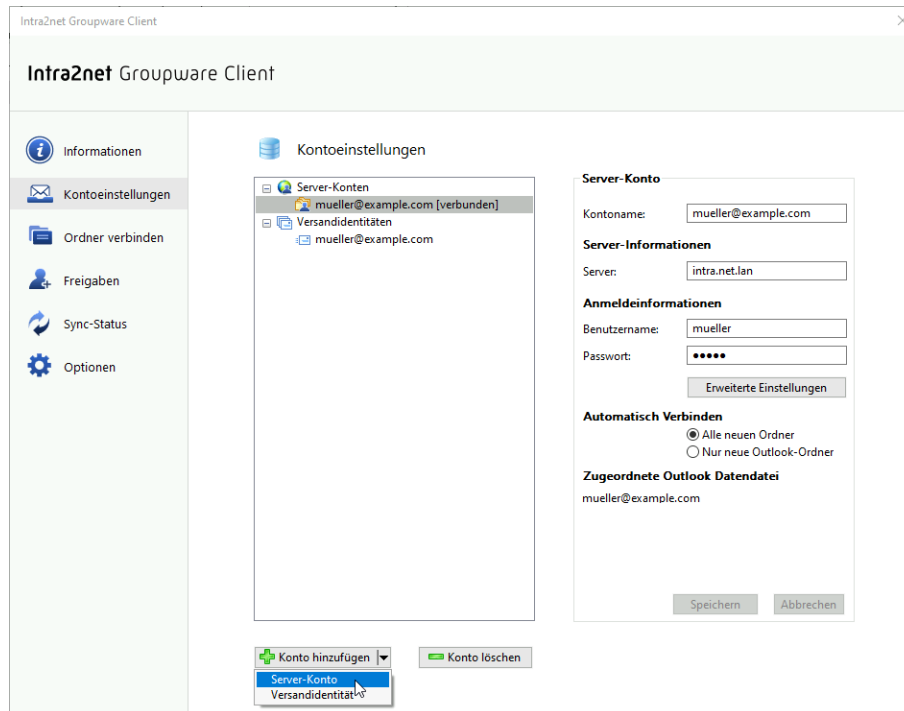 Intra2net Groupware Client
Intra2net Groupware Client
Informationen
Kontoeinstellungen
Ordner verbinden
Freigaben
Sync-Status
Optionen
Kontoeinstellungen
Server-Konten
mueller@example.com [verbunden]
Versandidentitäten
mueller@example.com
Server-Konto
Kontoname: mueller@example.com
Server-Informationen
Server: intra.net.lan
Anmeldeinformationen
Benutzername: mueller
Passwort: •••••
Erweiterte Einstellungen
Automatisch Verbinden
Alle neuen Ordner
Nur neue Outlook-Ordner
Zugeordnete Outlook Datendatei
mueller@example.com
Speichern Abbrechen
Konto hinzufügen Konto löschen
Server-Konto
Versandidentität